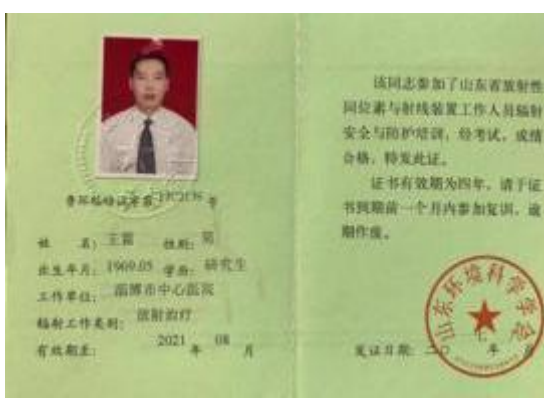 鲁环辐培证字第 号
姓 名: 王雷 性别: 男
出生年月: 1969.05 学历: 研究生
工作单位: 淄博市中心医院
辐射工作类别: 放射治疗
有效期至: 2021 年 08 月
该同志参加了山东省放射性
同位素与射线装置工作人员辐射
安全与防护培训，经考试，成绩
合格，特发此证。
证书有效期为四年，请于证
书到期前一个月内参加复训，逾
期作废。
山东环境科学学会
发证日期: 二 年